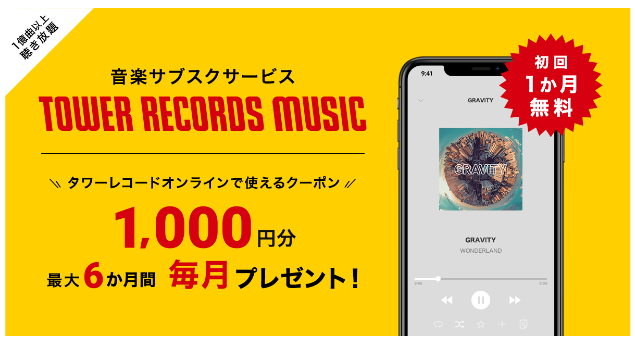 1億曲以上
聴き放題
音楽サブスクサービス
TOWER RECORDS MUSIC
タワーレコードオンラインで使えるクーポン
1,000円分
最大6か月間 毎月プレゼント！
初回
1か月
無料
9:41
GRAVITY
GRAVITY
GRAVITY
WONDERLAND